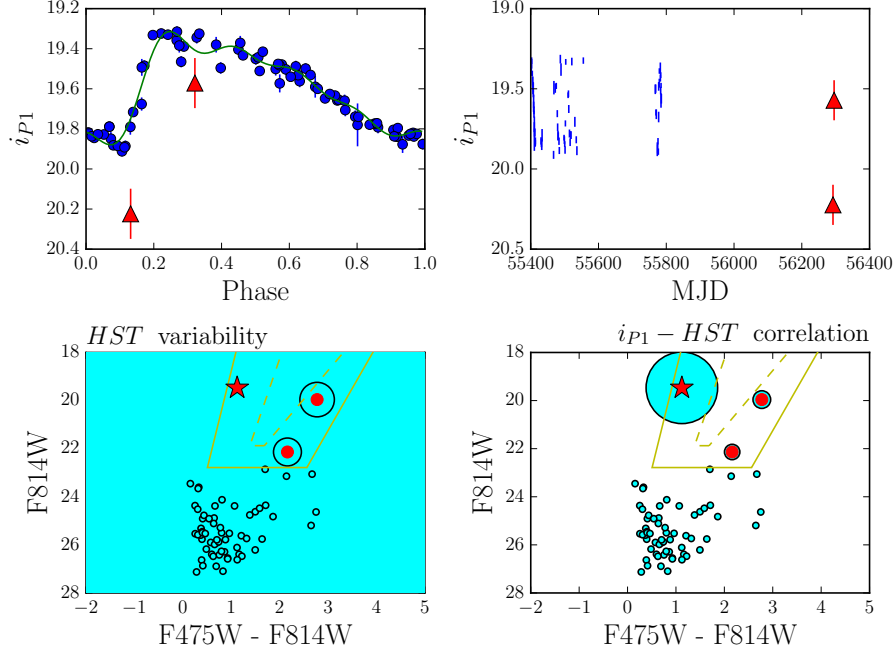 19.2
19.4
19.6
19.8
20.0
20.2
20.4
i_{P1}
0.0 0.2 0.4 0.6 0.8 1.0
Phase
19.0
19.5
20.0
20.5
i_{P1}
55400 55600 55800 56000 56200 56400
MJD
HST variability
18
20
22
24
26
28
F814W
−2 −1 0 1 2 3 4 5
F475W - F814W
i_{P1} − HST correlation
18
20
22
24
26
28
F814W
−2 −1 0 1 2 3 4 5
F475W - F814W